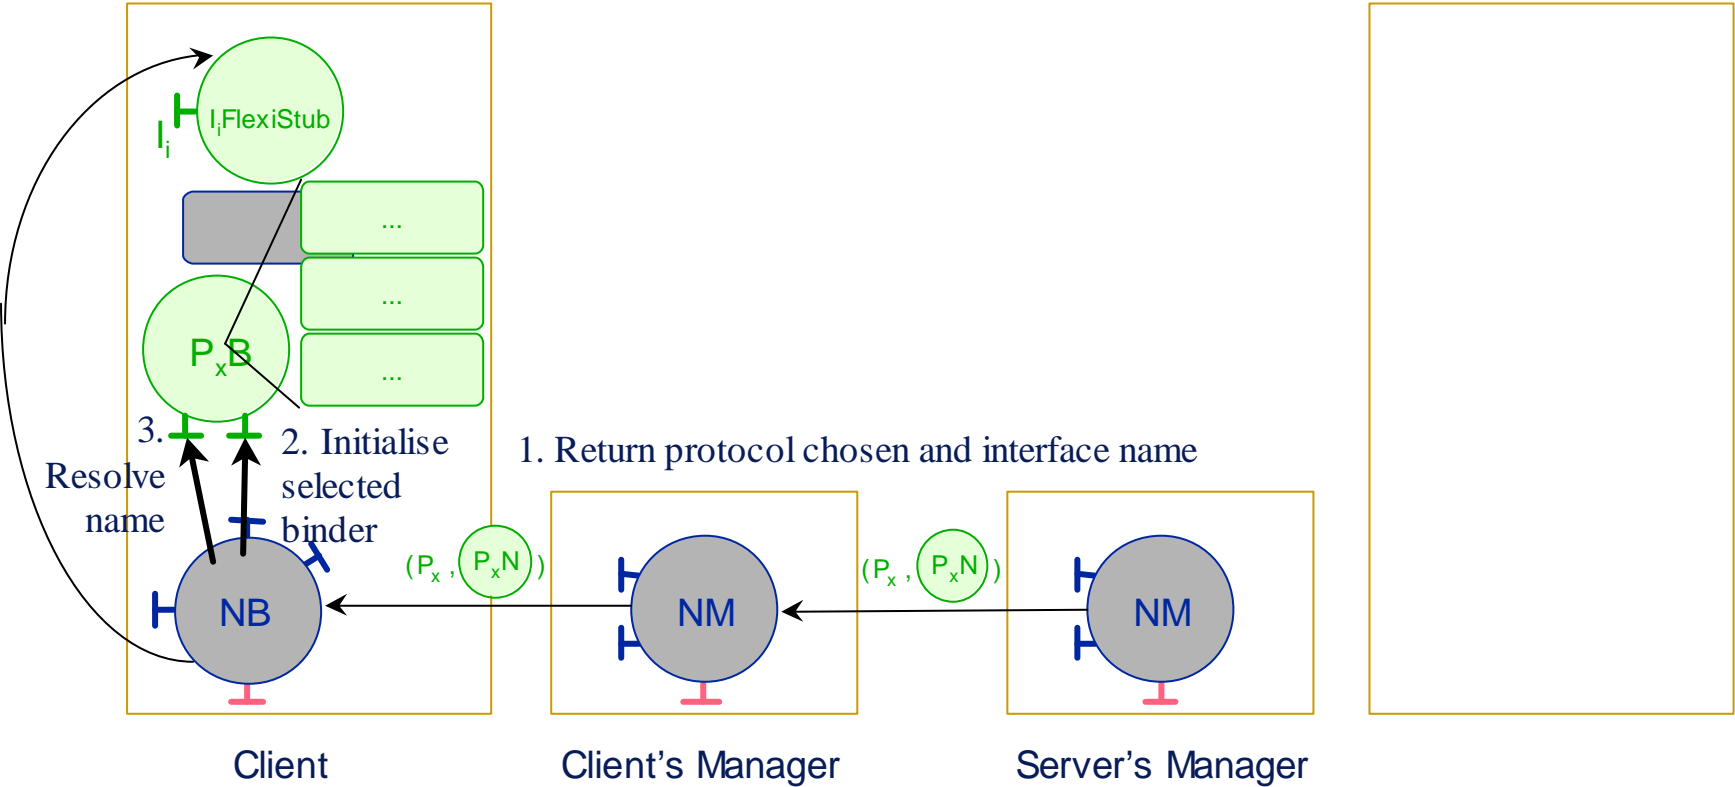 IiFlexiStub
Ii
...
...
PxB
...
3.
Resolve
name
2. Initialise
selected
binder
1. Return protocol chosen and interface name
(Px , PxN )
(Px , PxN )
NB
NM
NM
Client
Client’s Manager
Server’s Manager